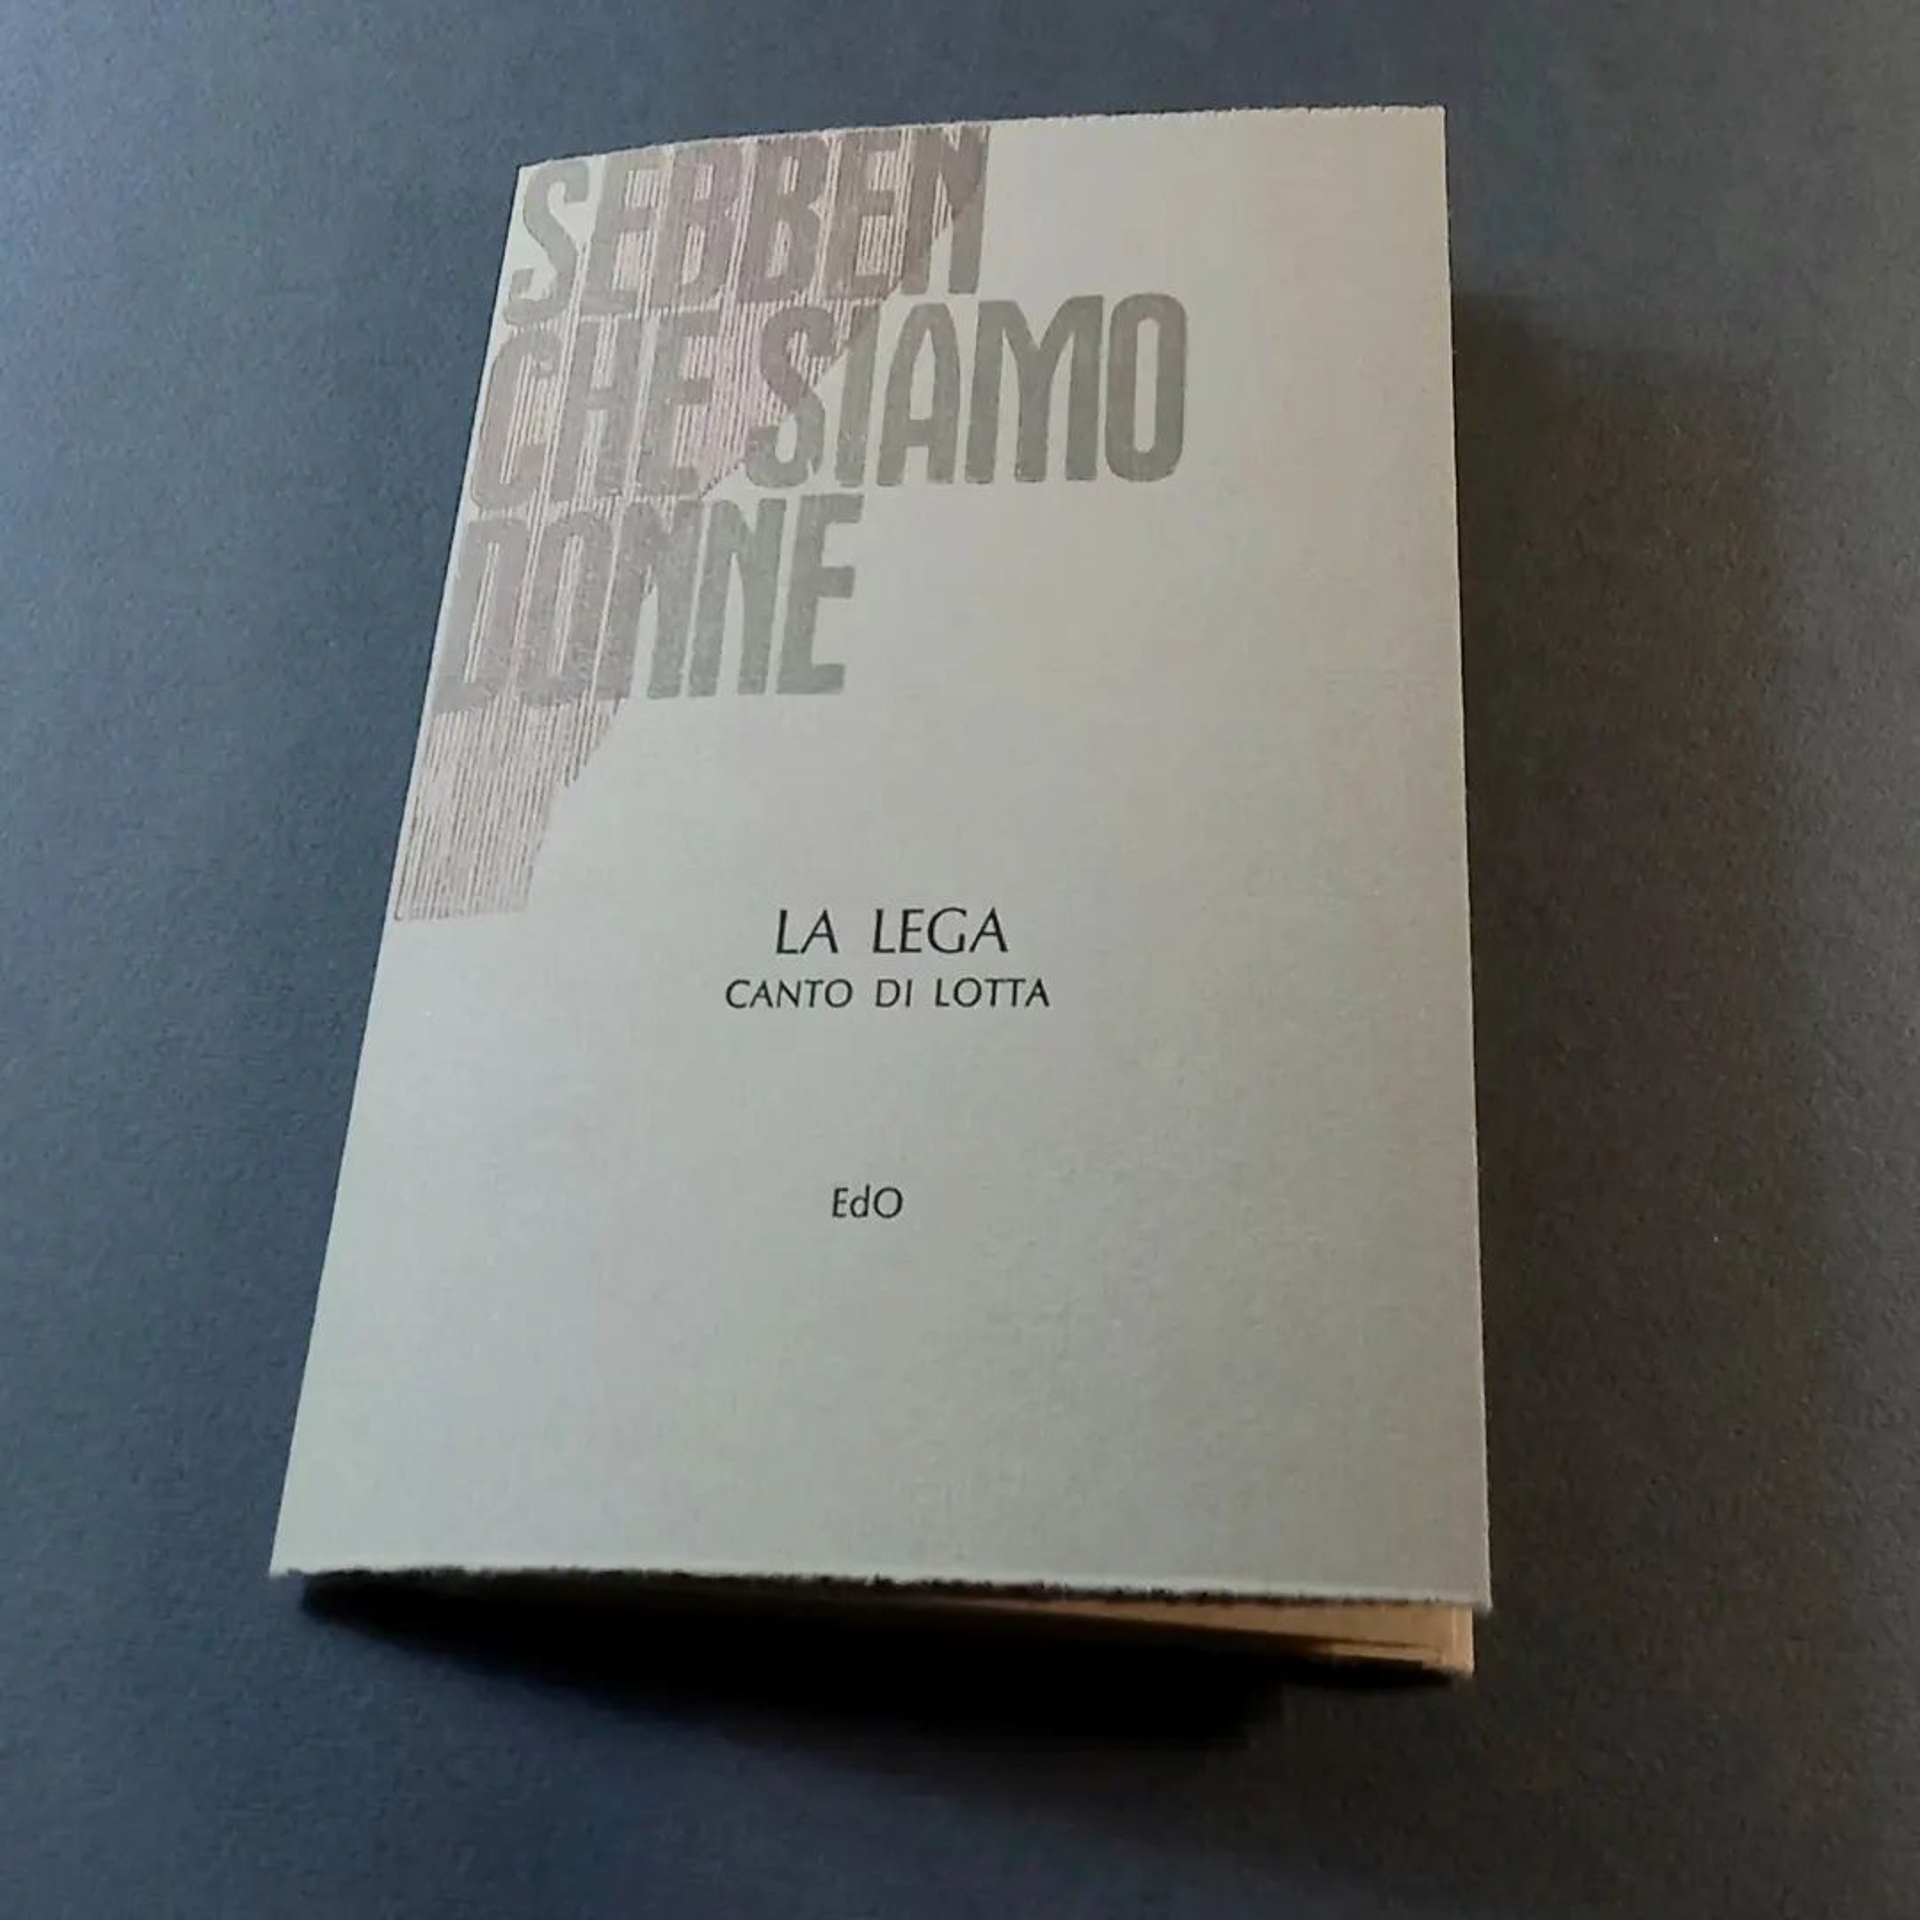 SEBBEN
CHE SIAMO
DONNE
LA LEGA
CANTO DI LOTTA
EdO